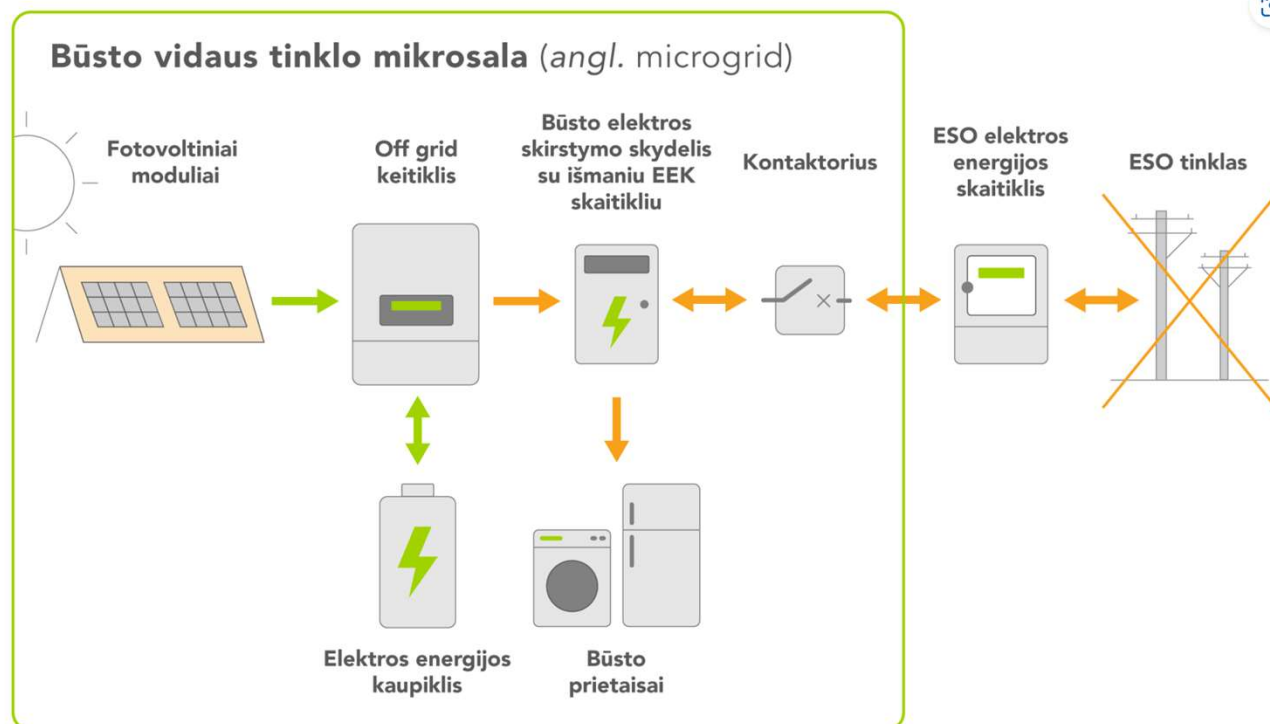 Būsto vidaus tinklo mikrosala (angl. microgrid)
Fotovoltiniai
moduliai
Off grid
keitiklis
Būsto elektros
skirstymo skydelis
su išmaniu EEK
skaitikliu
Kontaktorius
ESO elektros
energijos
skaitiklis
ESO tinklas
Elektros energijos
kaupiklis
Būsto
prietaisai